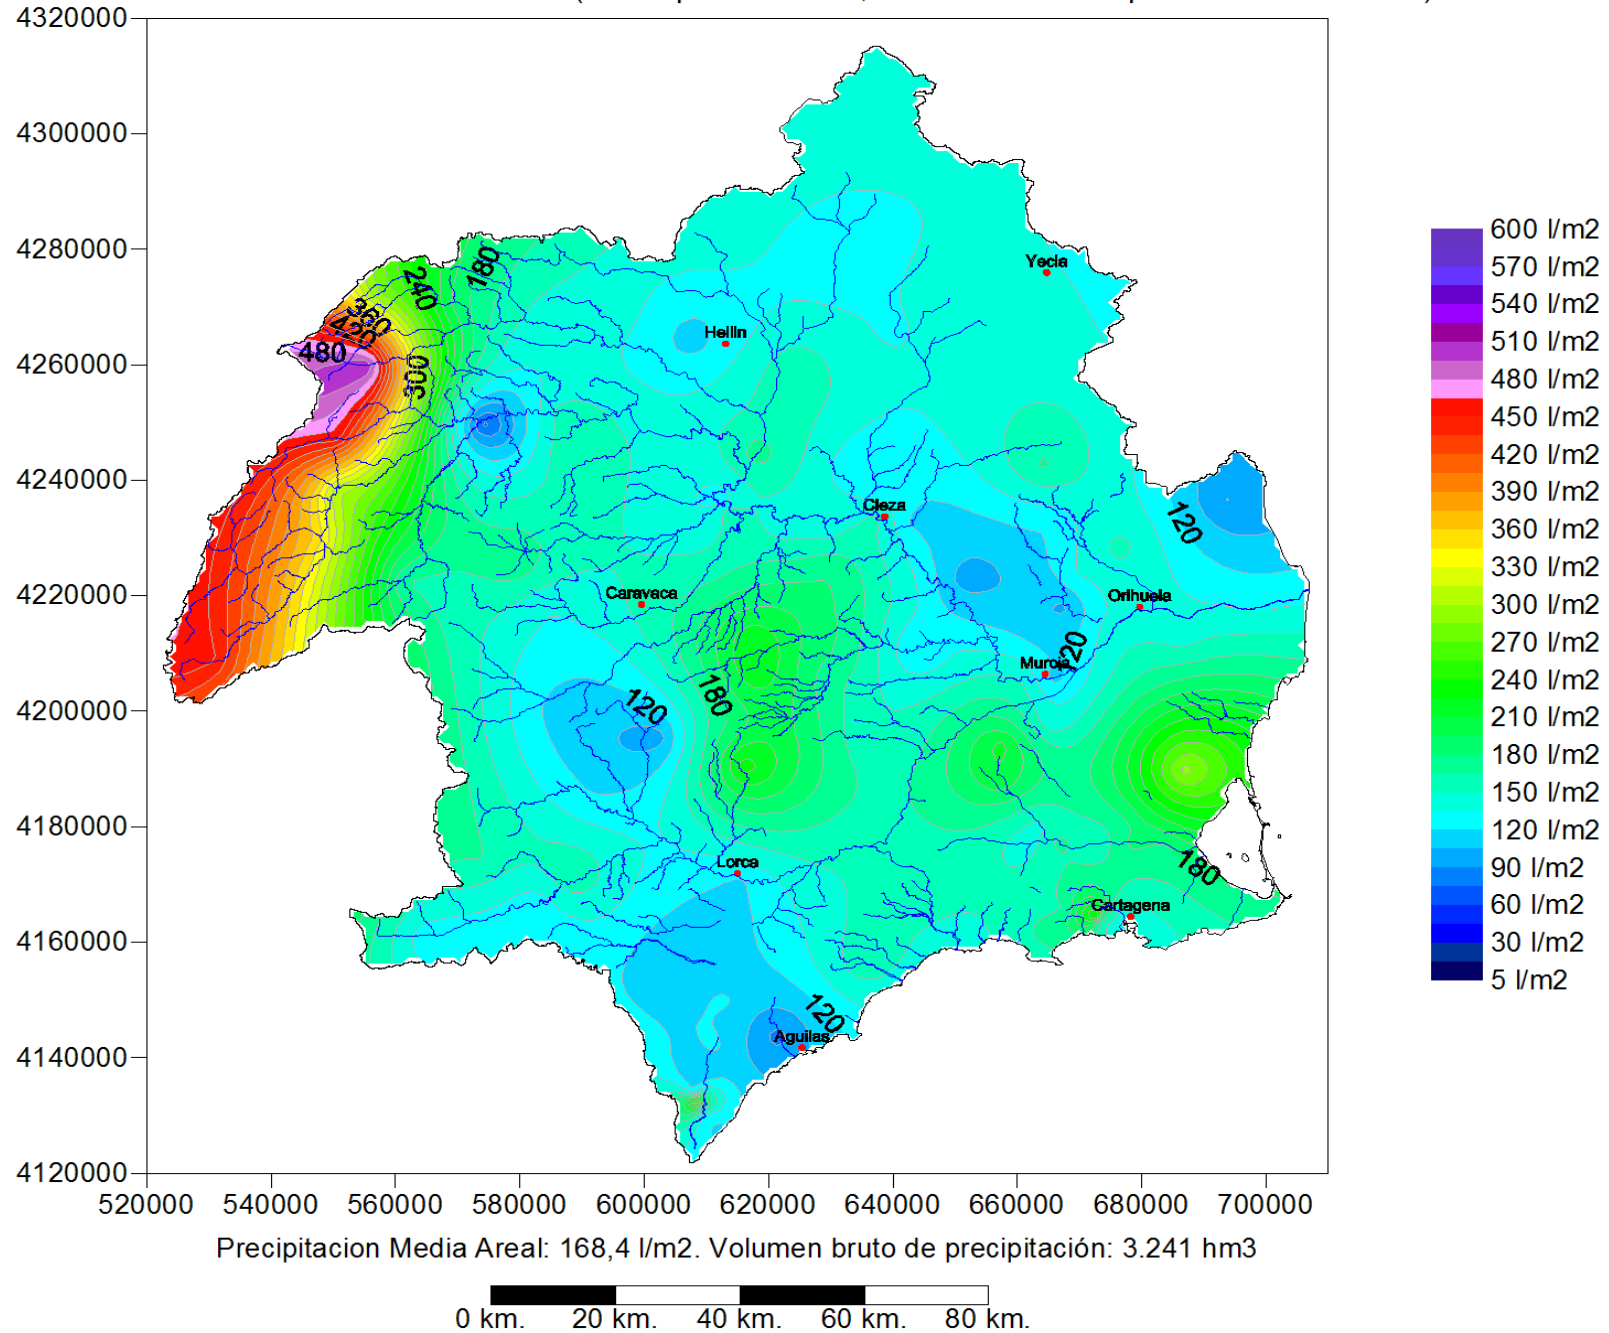 4320000
4300000
4280000
4260000
4240000
4220000
4200000
4180000
4160000
4140000
4120000
520000 540000 560000 580000 600000 620000 640000 660000 680000 700000
180
240
360
420
480
300
Yecla
Hellin
Cieza
120
Caravaca
Orihuela
120
Murcia
180
120
Lorca
180
Cartagena
120
Aguilas
600 l/m2
570 l/m2
540 l/m2
510 l/m2
480 l/m2
450 l/m2
420 l/m2
390 l/m2
360 l/m2
330 l/m2
300 l/m2
270 l/m2
240 l/m2
210 l/m2
180 l/m2
150 l/m2
120 l/m2
90 l/m2
60 l/m2
30 l/m2
5 l/m2
Precipitacion Media Areal: 168,4 l/m2. Volumen bruto de precipitación: 3.241 hm3
0 km. 20 km. 40 km. 60 km. 80 km.